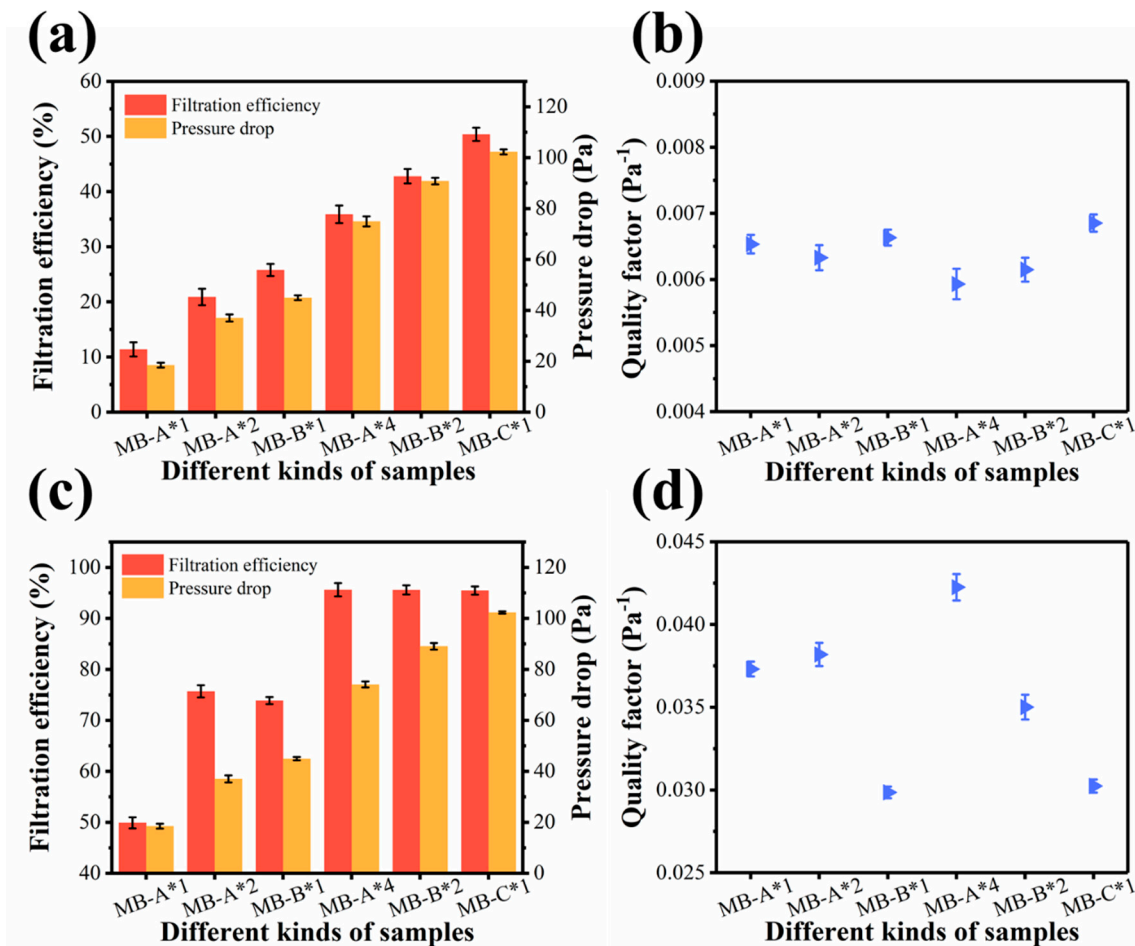 (a)
60
50
40
30
20
10
0
Filtration efficiency (%)
Filtration efficiency
Pressure drop
120
100
80
60
40
20
0
Pressure drop (Pa)
MB-A*1
MB-A*2
MB-B*1
MB-A*4
MB-B*2
MB-C*1
Different kinds of samples
(b)
0.009
0.008
0.007
0.006
0.005
0.004
Quality factor (Pa⁻¹)
MB-A*1
MB-A*2
MB-B*1
MB-A*4
MB-B*2
MB-C*1
Different kinds of samples
(c)
100
90
80
70
60
50
40
Filtration efficiency (%)
Filtration efficiency
Pressure drop
120
100
80
60
40
20
0
Pressure drop (Pa)
MB-A*1
MB-A*2
MB-B*1
MB-A*4
MB-B*2
MB-C*1
Different kinds of samples
(d)
0.045
0.040
0.035
0.030
0.025
Quality factor (Pa⁻¹)
MB-A*1
MB-A*2
MB-B*1
MB-A*4
MB-B*2
MB-C*1
Different kinds of samples